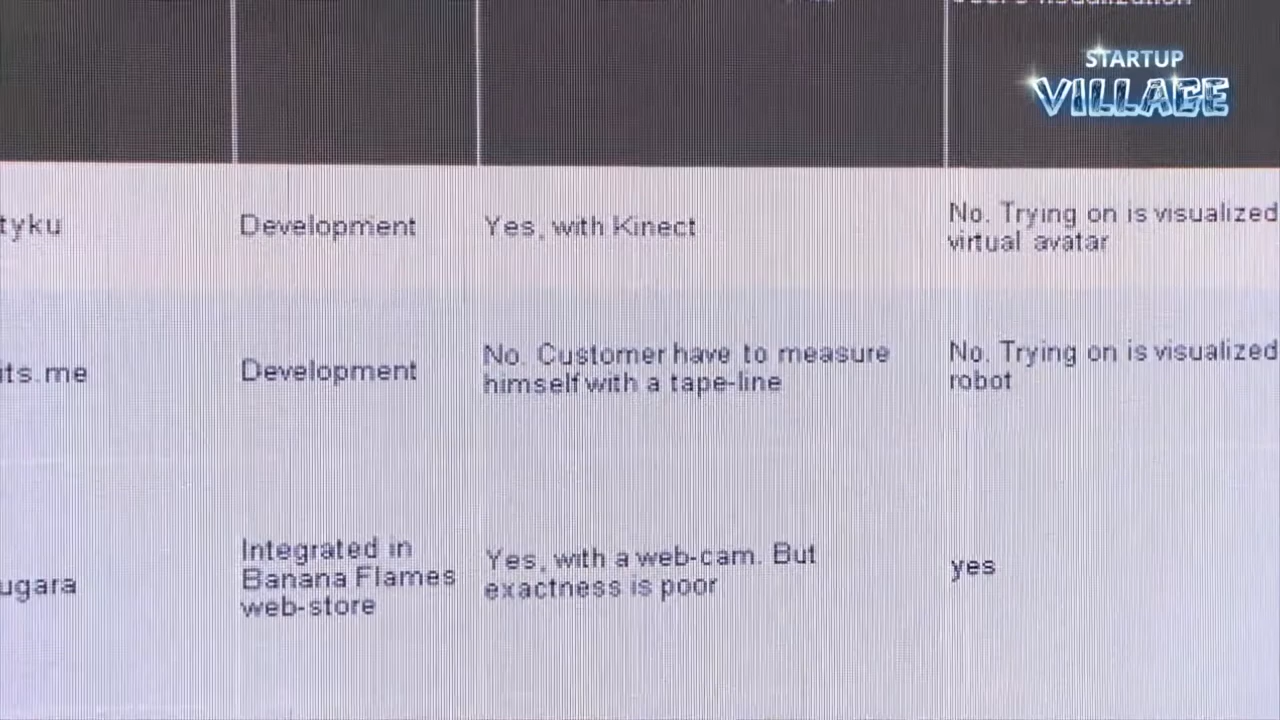 STARTUP
VILLAGE
tyku
Development
Yes, with Kinect
No. Trying on is visualized
virtual avatar
its.me
Development
No. Customer have to measure
himself with a tape-line
No. Trying on is visualized
robot
ugara
Integrated in
Banana Flames
web-store
Yes, with a web-cam. But
exactness is poor
yes